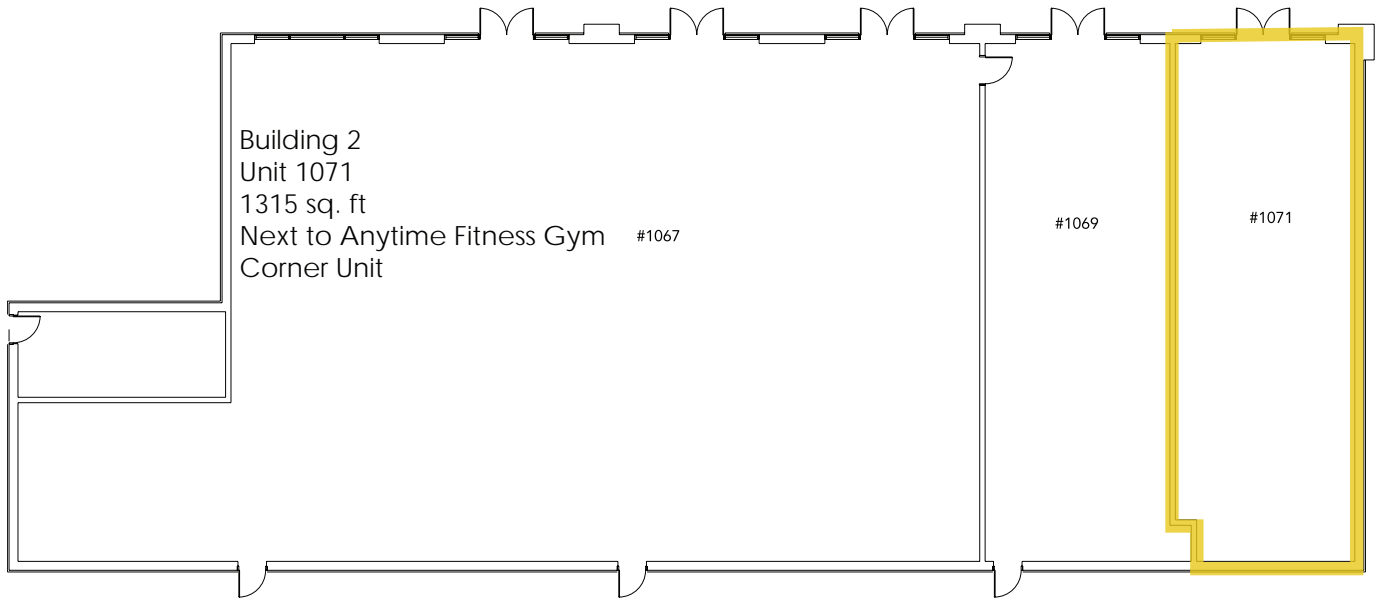 Building 2
Unit 1071
1315 sq. ft
Next to Anytime Fitness Gym
Corner Unit
#1067
#1069
#1071